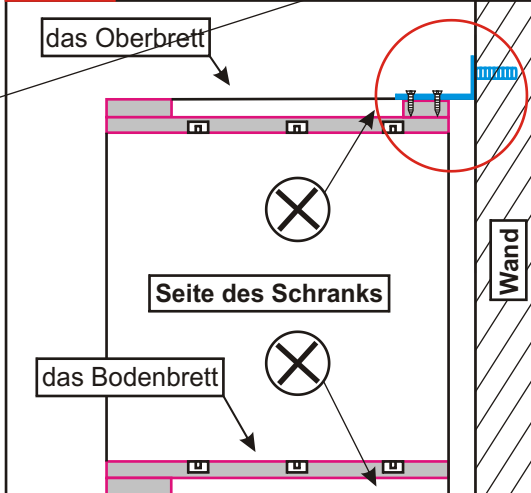 das Oberbrett
Wand
Seite des Schranks
das Bodenbrett